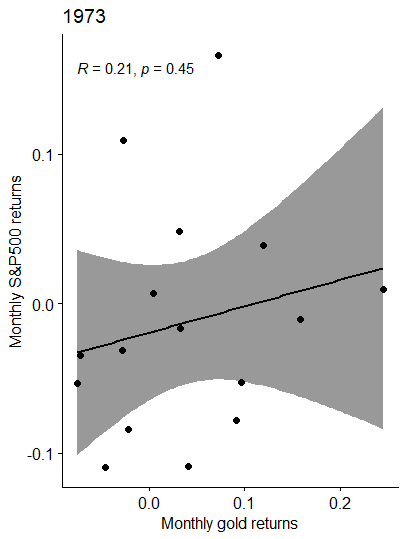 1973
R = 0.21, p = 0.45
0.1
0.0
-0.1
Monthly S&P500 returns
0.0 0.1 0.2
Monthly gold returns